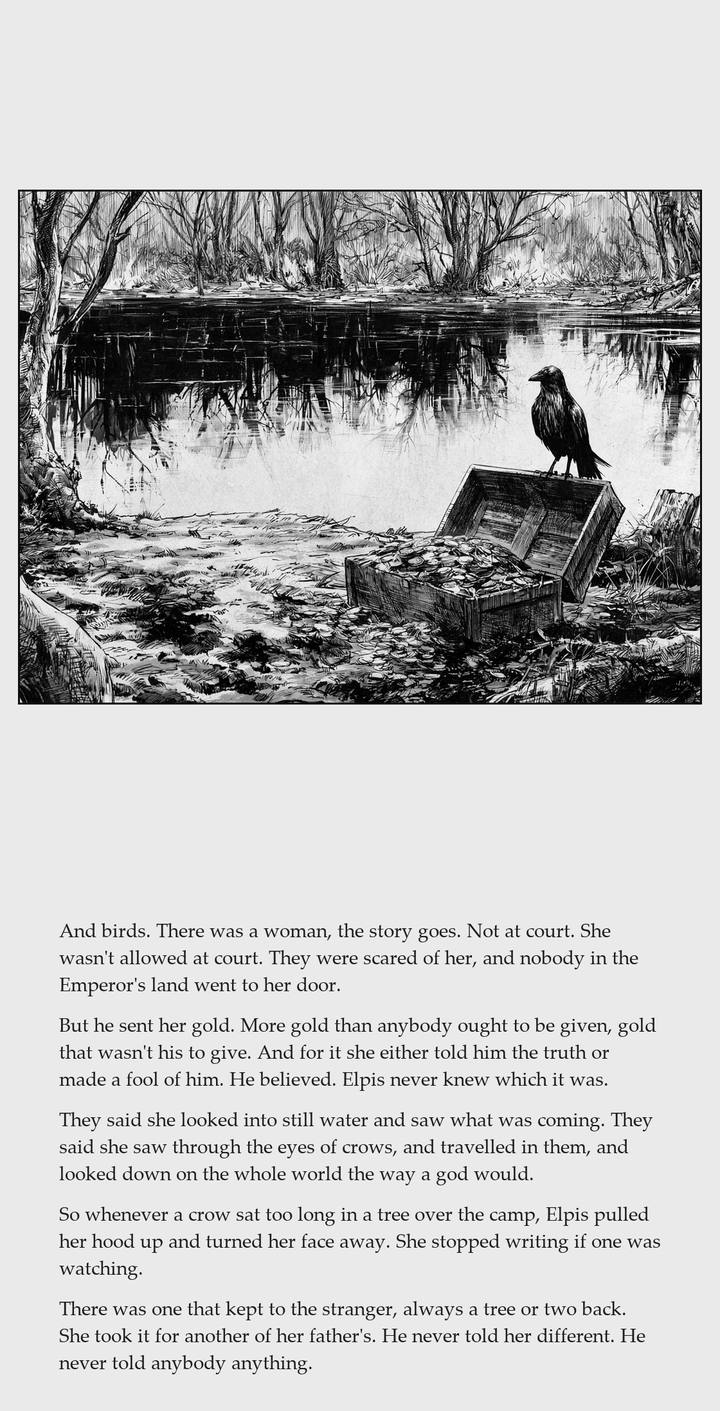 And birds. There was a woman, the story goes. Not at court. She
wasn't allowed at court. They were scared of her, and nobody in the
Emperor's land went to her door.
But he sent her gold. More gold than anybody ought to be given, gold
that wasn't his to give. And for it she either told him the truth or
made a fool of him. He believed. Elpis never knew which it was.
They said she looked into still water and saw what was coming. They
said she saw through the eyes of crows, and travelled in them, and
looked down on the whole world the way a god would.
So whenever a crow sat too long in a tree over the camp, Elpis pulled
her hood up and turned her face away. She stopped writing if one was
watching.
There was one that kept to the stranger, always a tree or two back.
She took it for another of her father's. He never told her different. He
never told anybody anything.